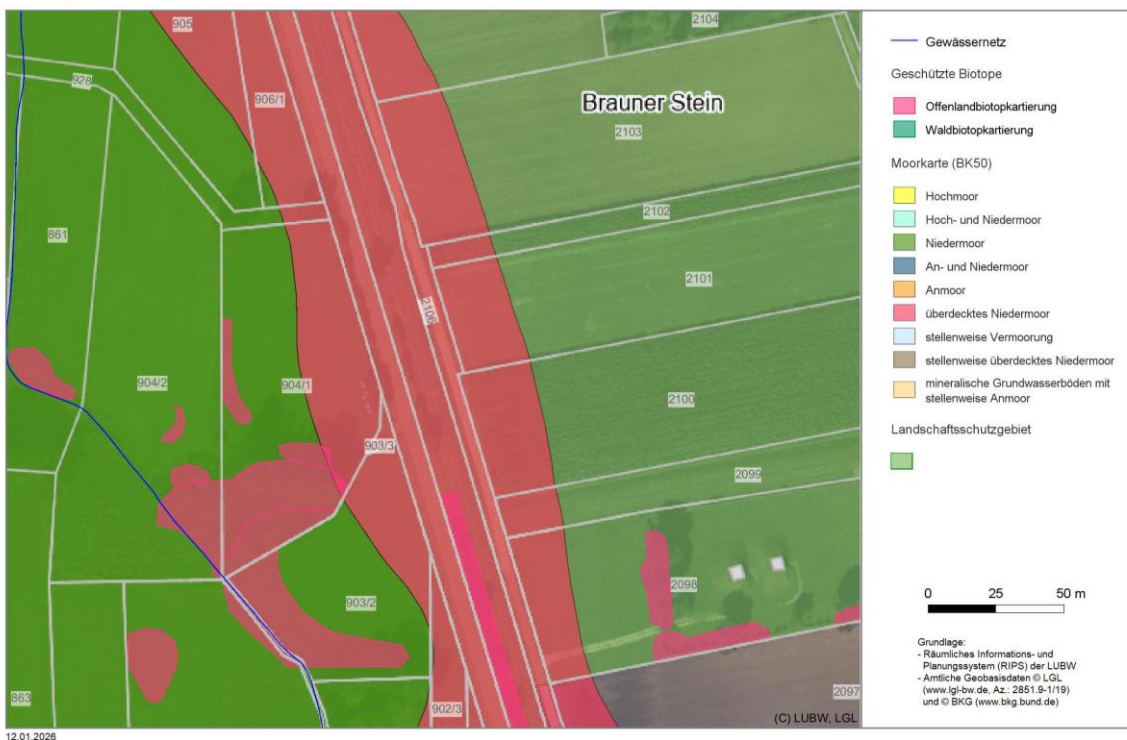 905
2104
928
906/1
Brauner Stein
2103
2102
861
2101
2106
904/2
904/1
2100
903/3
2099
2098
903/2
863
902/3
2097
(C) LUBW, LGL
12.01.2026
Gewässernetz
Geschützte Biotope
Offenlandbiotopkartierung
Waldbiotopkartierung
Moorkarte (BK50)
Hochmoor
Hoch- und Niedermoor
Niedermoor
An- und Niedermoor
Anmoor
überdecktes Niedermoor
stellenweise Vermoorung
stellenweise überdecktes Niedermoor
mineralische Grundwasserböden mit
stellenweise Anmoor
Landschaftsschutzgebiet
0 25 50 m
Grundlage:
- Räumliches Informations- und
Planungssystem (RIPS) der LUBW
- Amtliche Geobasisdaten © LGL
(www.lgl-bw.de, Az.: 2851.9-1/19)
und © BKG (www.bkg.bund.de)